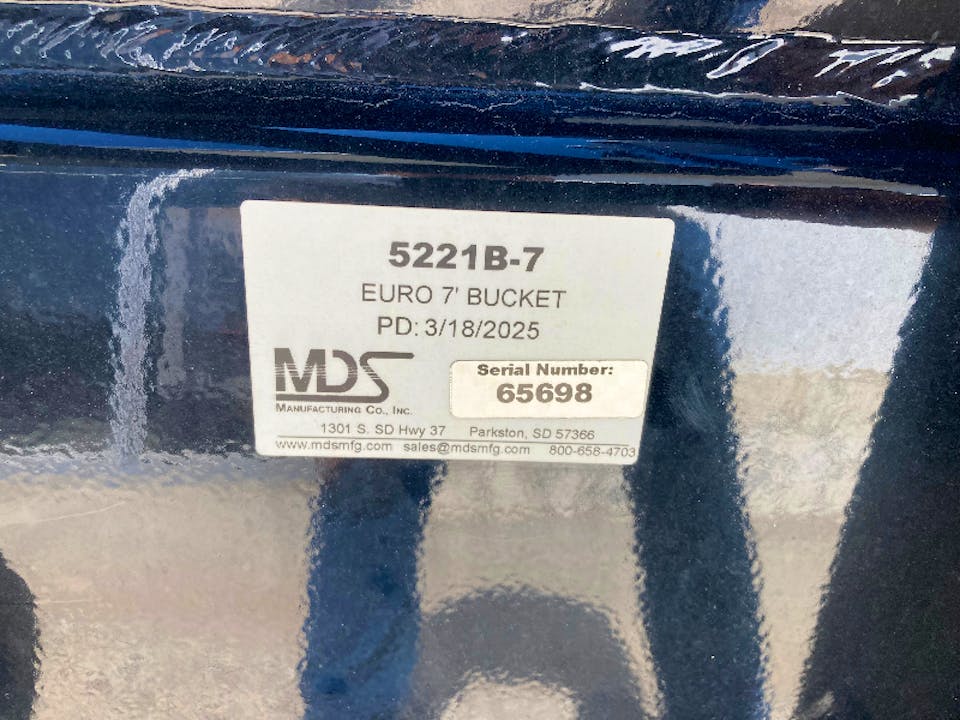 5221B-7
EURO 7' BUCKET
PD: 3/18/2025
MDS
MANUFACTURING CO., INC.
Serial Number:
65698
1301 S. SD Hwy 37 Parkston, SD 57366
www.mdsmfg.com sales@mdsmfg.com 800-658-4703